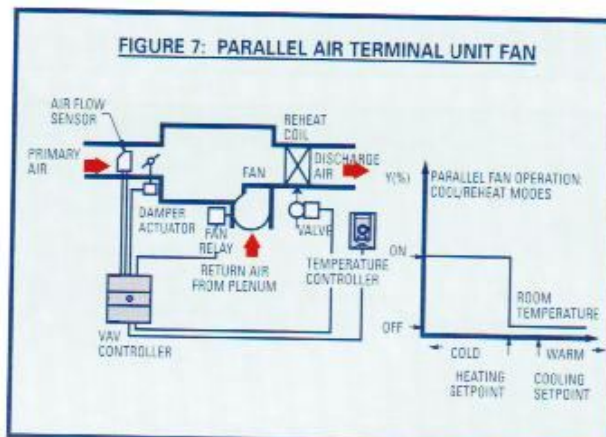 FIGURE 7: PARALLEL AIR TERMINAL UNIT FAN
AIR FLOW
SENSOR
REHEAT
COIL
PRIMARY
AIR
FAN
DISCHARGE
AIR
Y(%)
PARALLEL FAN OPERATION:
COOL/REHEAT MODES
DAMPER
ACTUATOR
FAN
RELAY
VALVE
RETURN AIR
FROM PLENUM
TEMPERATURE
CONTROLLER
ON
ROOM
TEMPERATURE
OFF
VAV
CONTROLLER
COLD
WARM
HEATING
SETPOINT
COOLING
SETPOINT